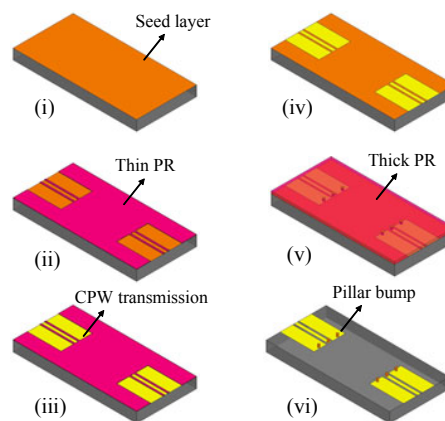 Seed layer
(i)
(iv)
Thin PR
Thick PR
(ii)
(v)
CPW transmission
Pillar bump
(iii)
(vi)